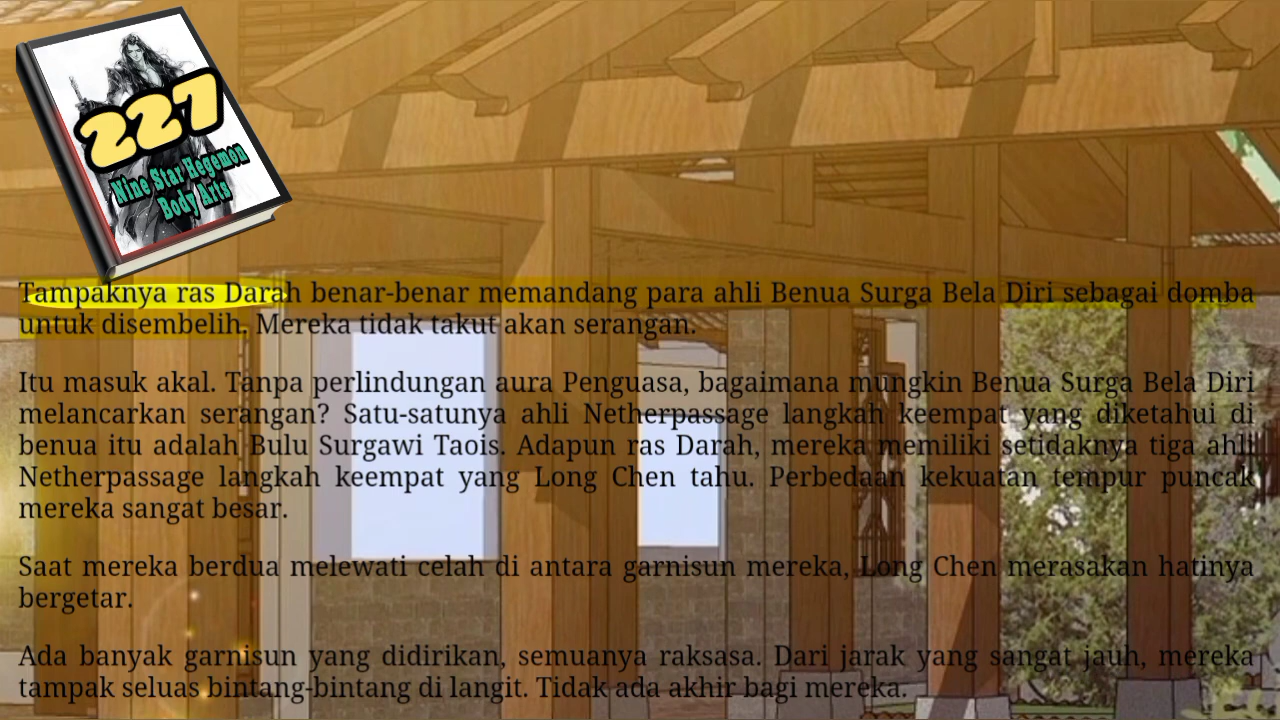 227
Nine Star Hegemon
Body Arts
Tampaknya ras Darah benar-benar memandang para ahli Benua Surga Bela Diri sebagai domba
untuk disembelih. Mereka tidak takut akan serangan.
Itu masuk akal. Tanpa perlindungan aura Penguasa, bagaimana mungkin Benua Surga Bela Diri
melancarkan serangan? Satu-satunya ahli Netherpassage langkah keempat yang diketahui di
benua itu adalah Bulu Surgawi Taois. Adapun ras Darah, mereka memiliki setidaknya tiga ahli
Netherpassage langkah keempat yang Long Chen tahu. Perbedaan kekuatan tempur puncak
mereka sangat besar.
Saat mereka berdua melewati celah di antara garnisun mereka, Long Chen merasakan hatinya
bergetar.
Ada banyak garnisun yang didirikan, semuanya raksasa. Dari jarak yang sangat jauh, mereka
tampak seluas bintang-bintang di langit. Tidak ada akhir bagi mereka.